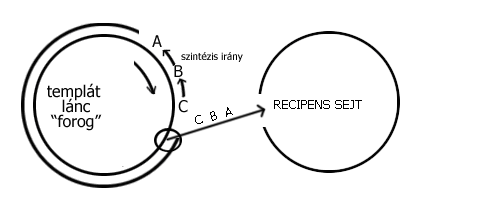 A
szintézis irány
B
templát
lánc
"forog"
C
C B A
RECIPENS SEJT